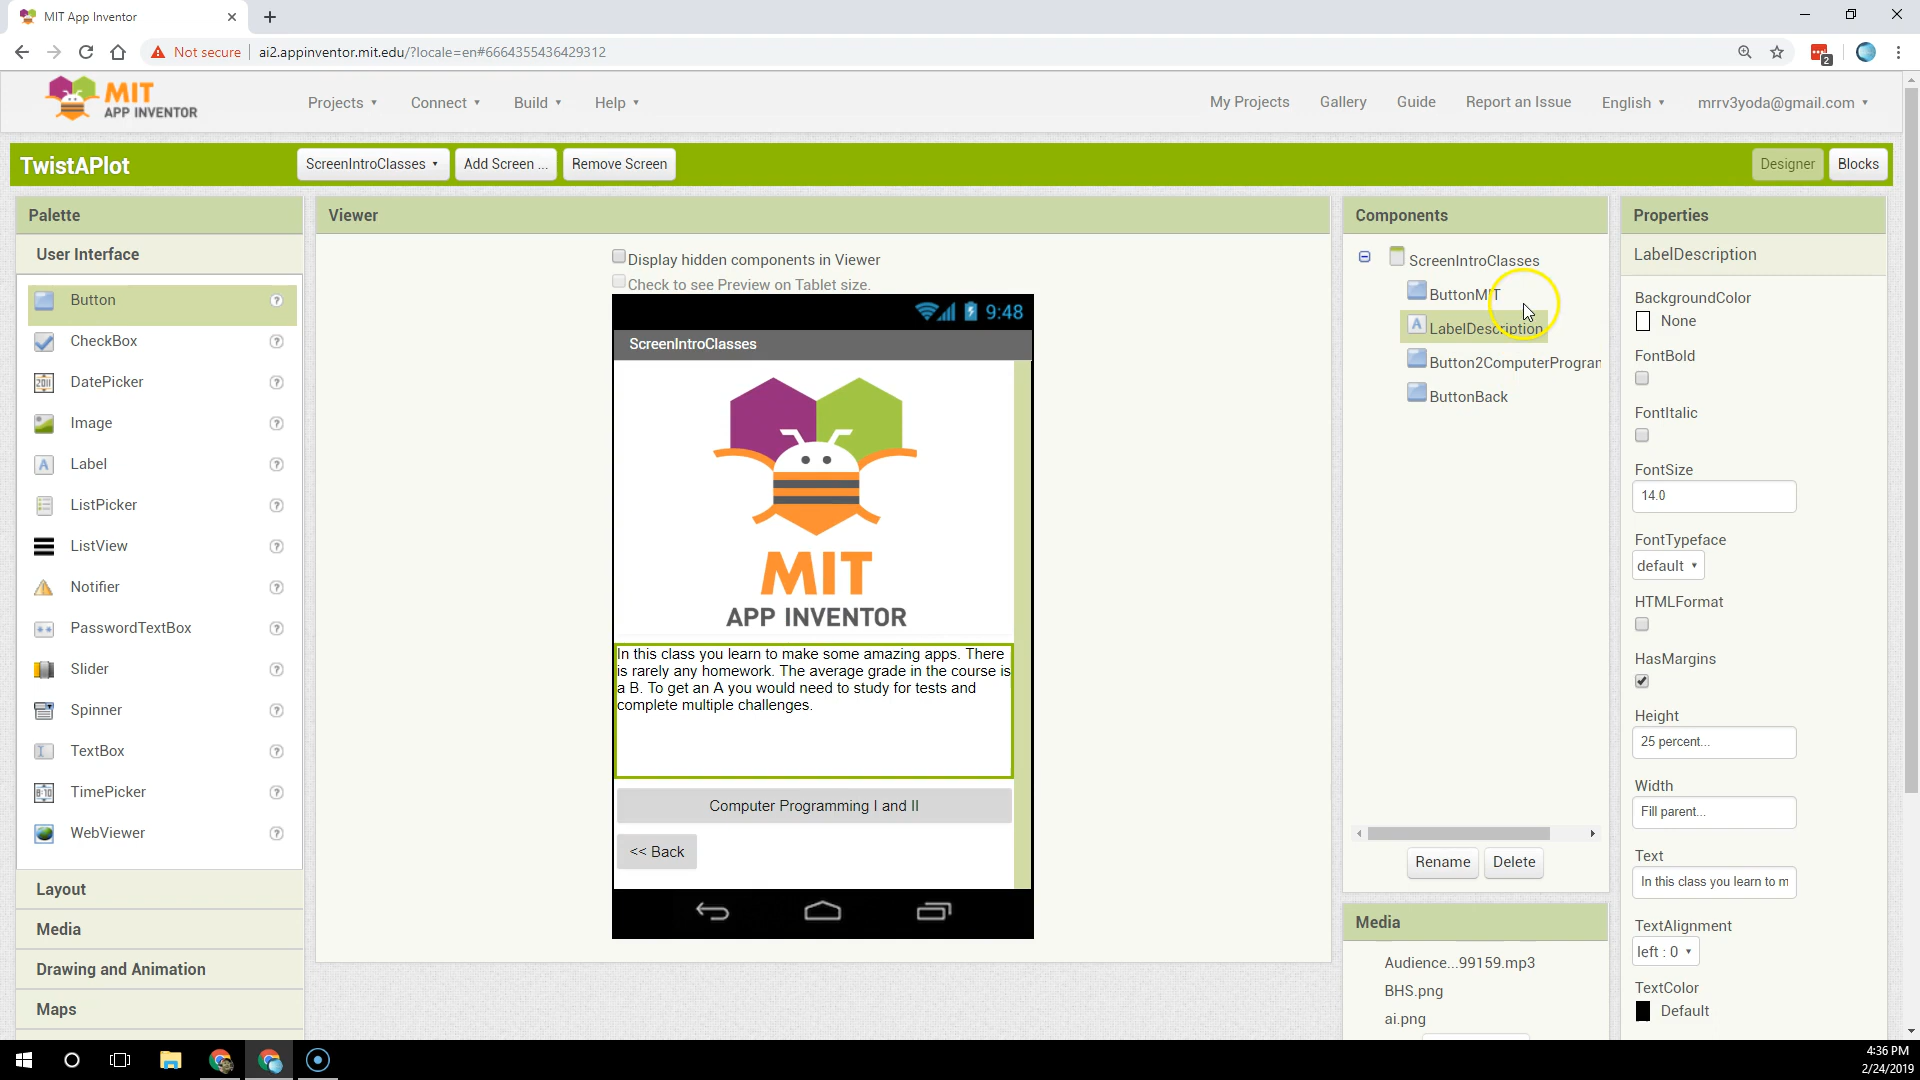 MIT App Inventor
Not secure
ai2.appinventor.mit.edu/?locale=en#6664355436429312
2
MIT
APP INVENTOR
Projects
Connect
Build
Help
My Projects
Gallery
Guide
Report an Issue
English
mrrv3yoda@gmail.com
TwistAPlot
ScreenIntroClasses
Add Screen ...
Remove Screen
Designer
Blocks
Palette
User Interface
Button
CheckBox
DatePicker
Image
Label
ListPicker
ListView
Notifier
PasswordTextBox
Slider
Spinner
TextBox
TimePicker
WebViewer
Layout
Media
Drawing and Animation
Maps
Viewer
Display hidden components in Viewer
Check to see Preview on Tablet size.
9:48
ScreenIntroClasses
MIT
APP INVENTOR
In this class you learn to make some amazing apps. There
is rarely any homework. The average grade in the course is
a B. To get an A you would need to study for tests and
complete multiple challenges.
Computer Programming I and II
<< Back
Components
ScreenIntroClasses
ButtonMIT
LabelDescription
Button2ComputerProgran
ButtonBack
Rename
Delete
Media
Audience...99159.mp3
BHS.png
ai.png
Properties
LabelDescription
BackgroundColor
None
FontBold
FontItalic
FontSize
14.0
FontTypeface
default
HTMLFormat
HasMargins
Height
25 percent...
Width
Fill parent...
Text
In this class you learn to m
TextAlignment
left : 0
TextColor
Default
4:36 PM
2/24/2019